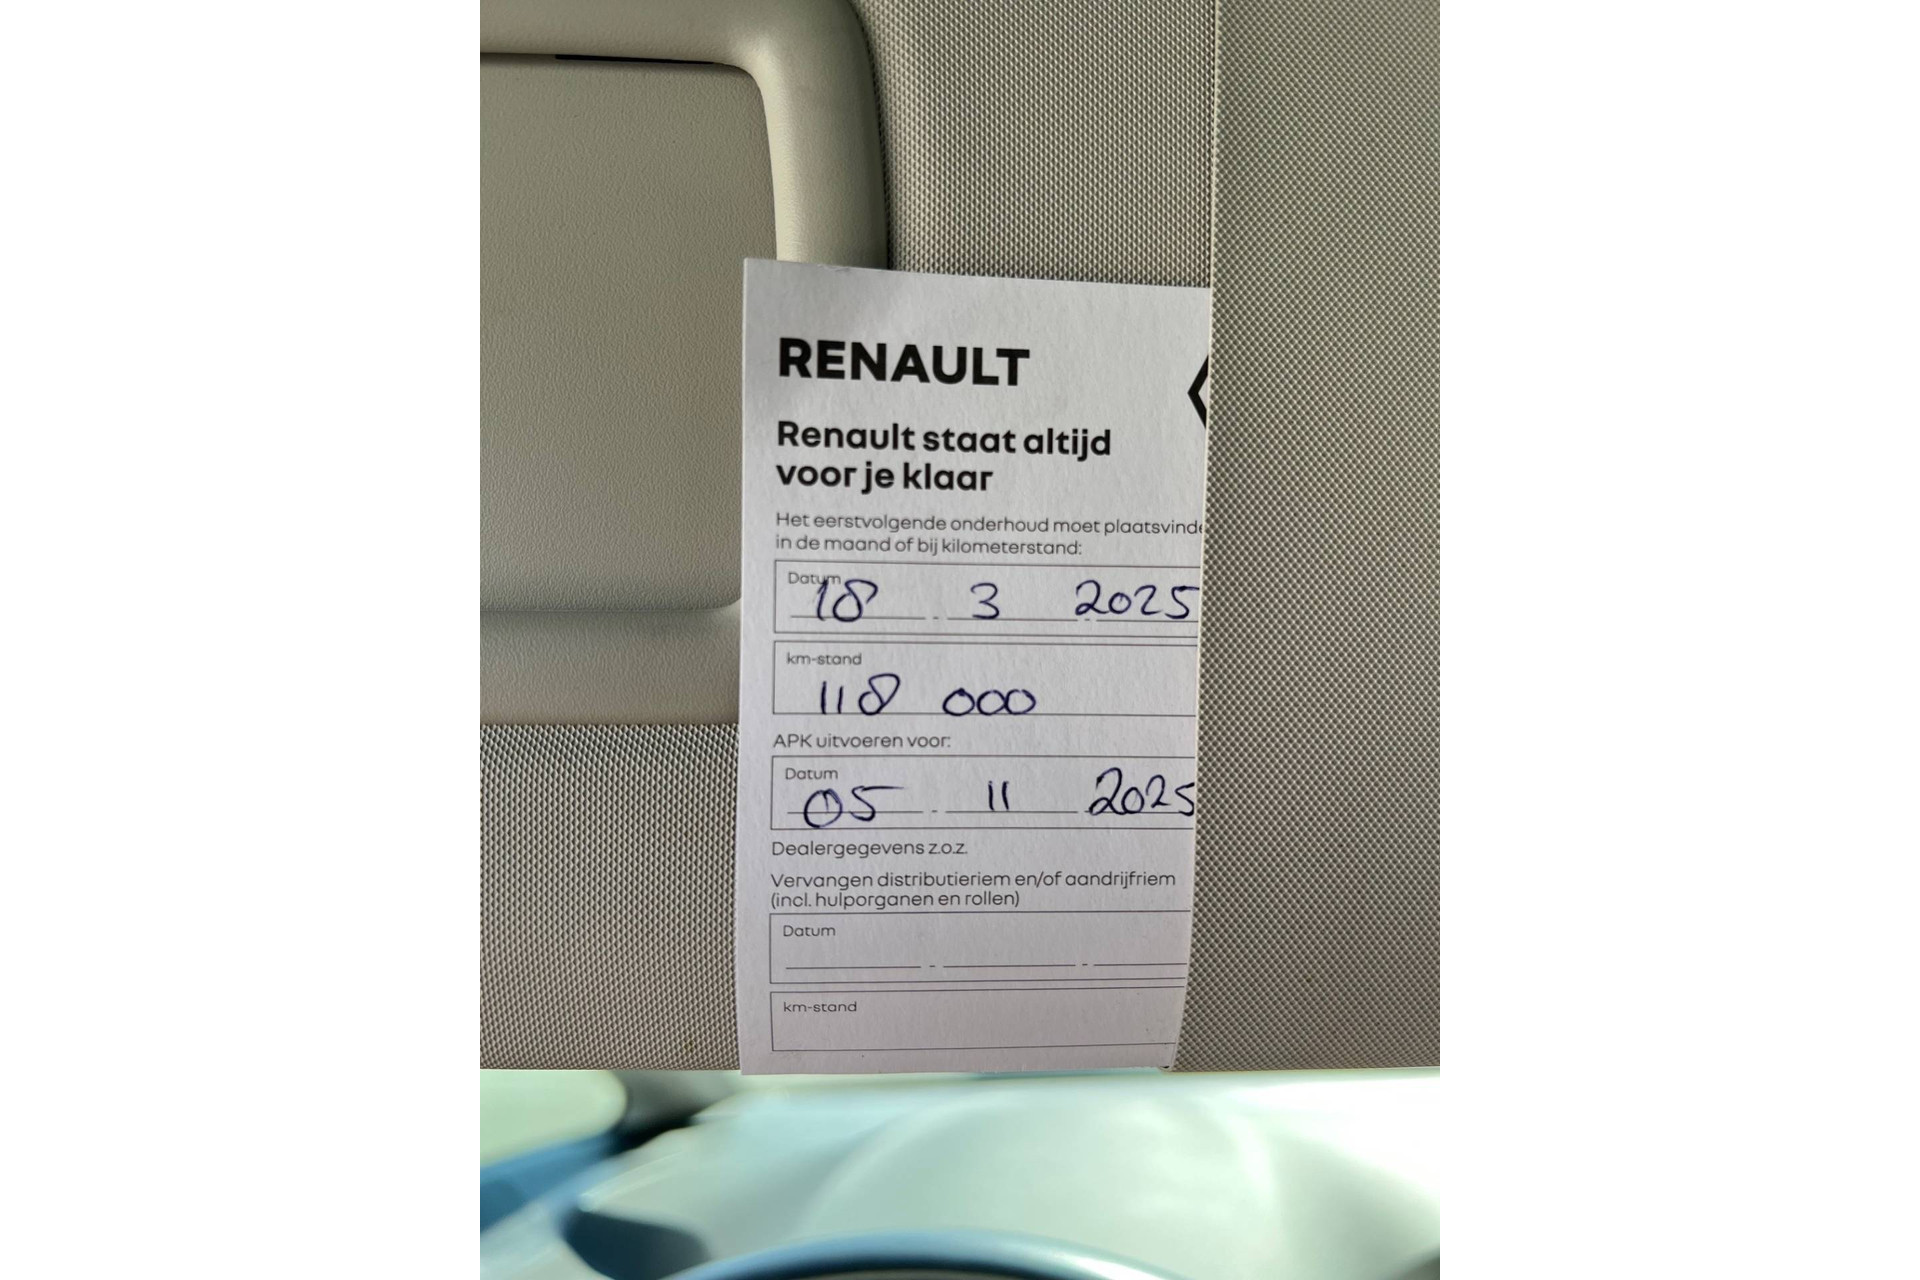 RENAULT
Renault staat altijd
voor je klaar
Het eerstvolgende onderhoud moet plaatsvinde
in de maand of bij kilometerstand:
Datum
18 - 3 - 2025
km-stand
118 000
APK uitvoeren voor:
Datum
05 - 11 2025
Dealergegevens z.o.z.
Vervangen distributieriem en/of aandrijfriem
(incl. hulporganen en rollen)
Datum
km-stand